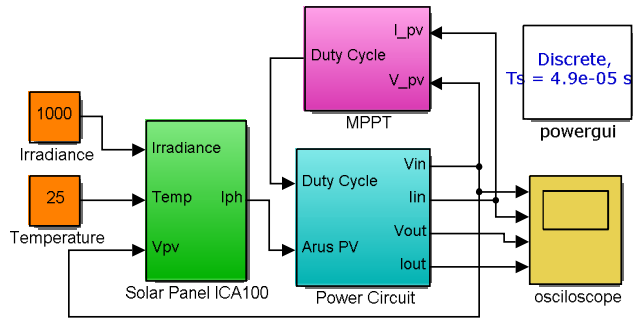 I_pv
Duty Cycle
V_pv
MPPT
Discrete,
Ts = 4.9e-05 s
powergui
1000
Irradiance
25
Temperature
Irradiance
Temp
Iph
Vpv
Solar Panel ICA100
Vin
Duty Cycle
Iin
Vout
Arus PV
Iout
Power Circuit
osciloscope